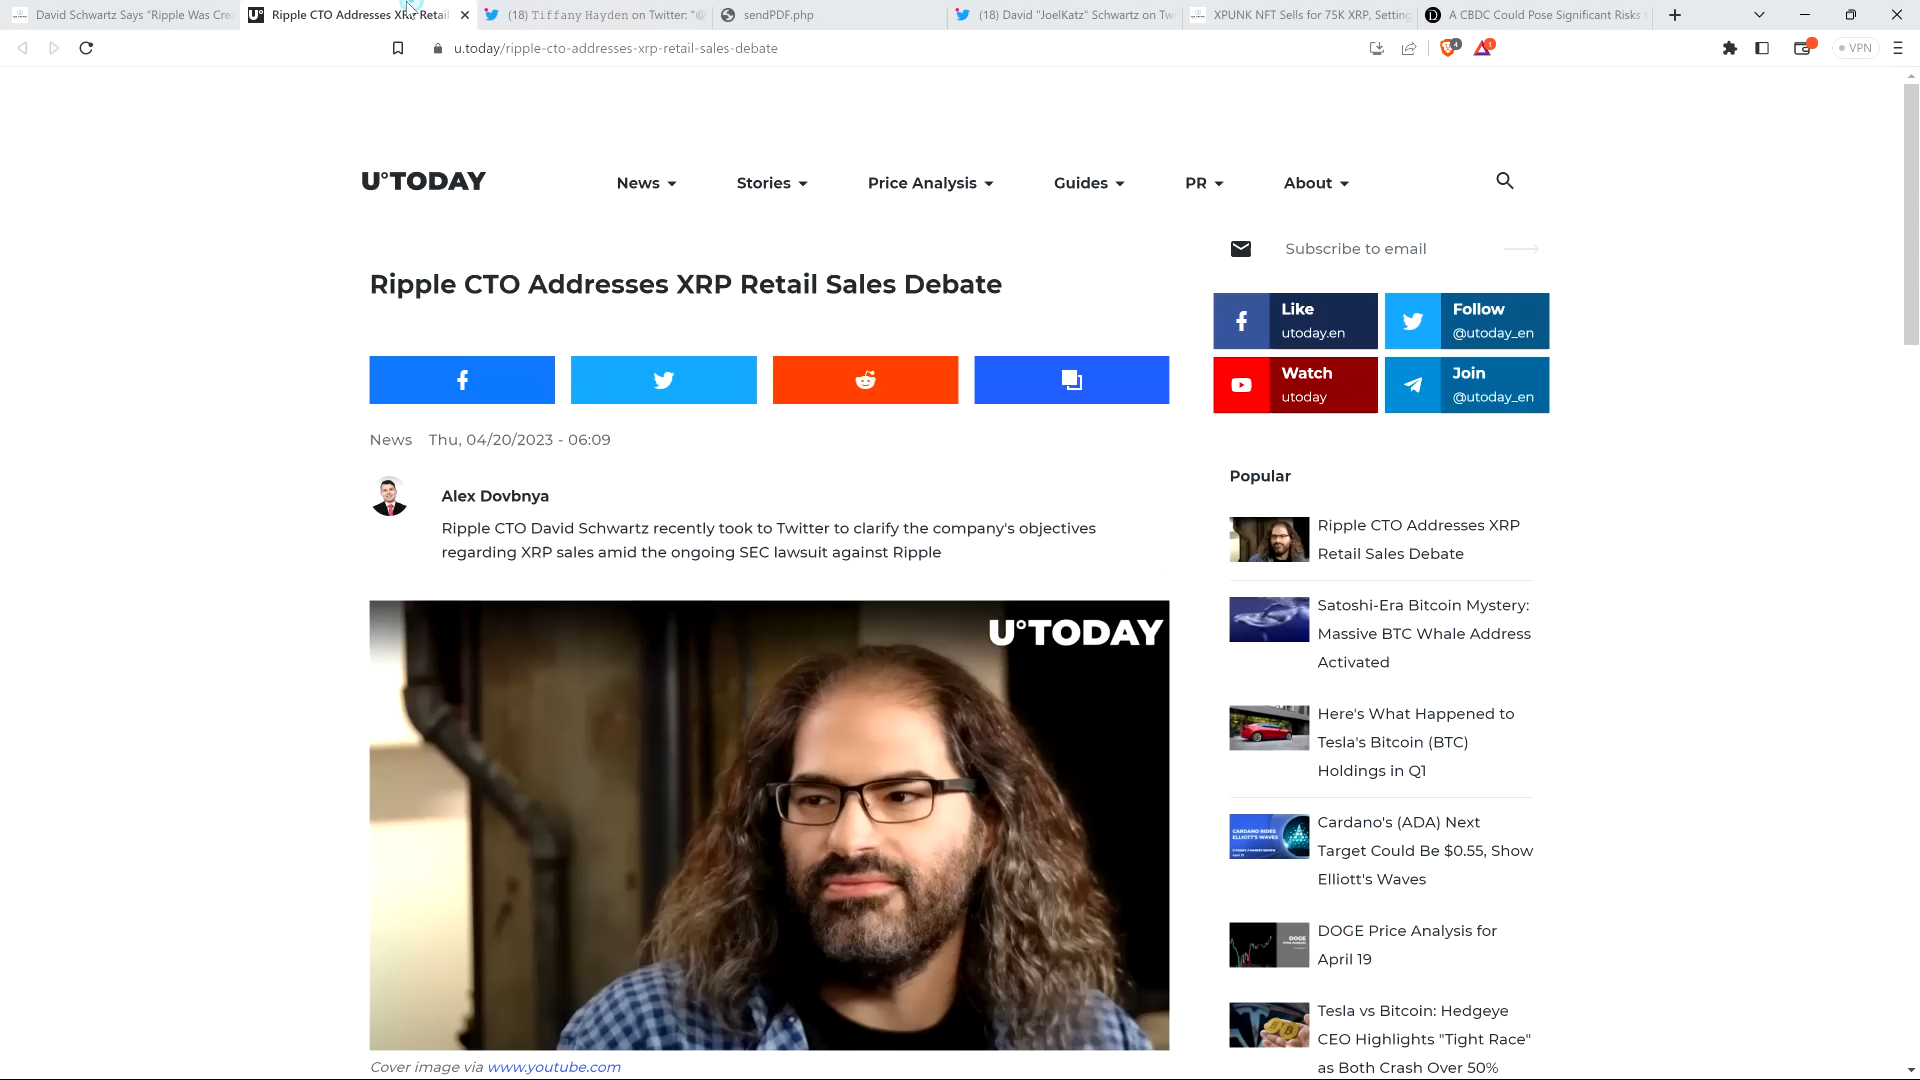 David Schwartz Says "Ripple Was Crea
Ripple CTO Addresses XRP Retail
(18) Tiffany Hayden on Twitter: "@
sendPDF.php
(18) David "JoelKatz" Schwartz on Tw
XPUNK NFT Sells for 75K XRP, Setting
A CBDC Could Pose Significant Risks
u.today/ripple-cto-addresses-xrp-retail-sales-debate
4
1
VPN
U°TODAY
News
Stories
Price Analysis
Guides
PR
About
Subscribe to email
Ripple CTO Addresses XRP Retail Sales Debate
Like
utoday.en
Follow
@utoday_en
Watch
utoday
Join
@utoday_en
News Thu, 04/20/2023 - 06:09
Alex Dovbnya
Ripple CTO David Schwartz recently took to Twitter to clarify the company's objectives
regarding XRP sales amid the ongoing SEC lawsuit against Ripple
U°TODAY
Cover image via www.youtube.com
Popular
Ripple CTO Addresses XRP
Retail Sales Debate
Satoshi-Era Bitcoin Mystery:
Massive BTC Whale Address
Activated
Here's What Happened to
Tesla's Bitcoin (BTC)
Holdings in Q1
CARDANO RIDES
ELLIOTT'S WAVES
Cardano's (ADA) Next
Target Could Be $0.55, Show
Elliott's Waves
DOGE
DOGE Price Analysis for
April 19
Tesla vs Bitcoin: Hedgeye
CEO Highlights "Tight Race"
as Both Crash Over 50%